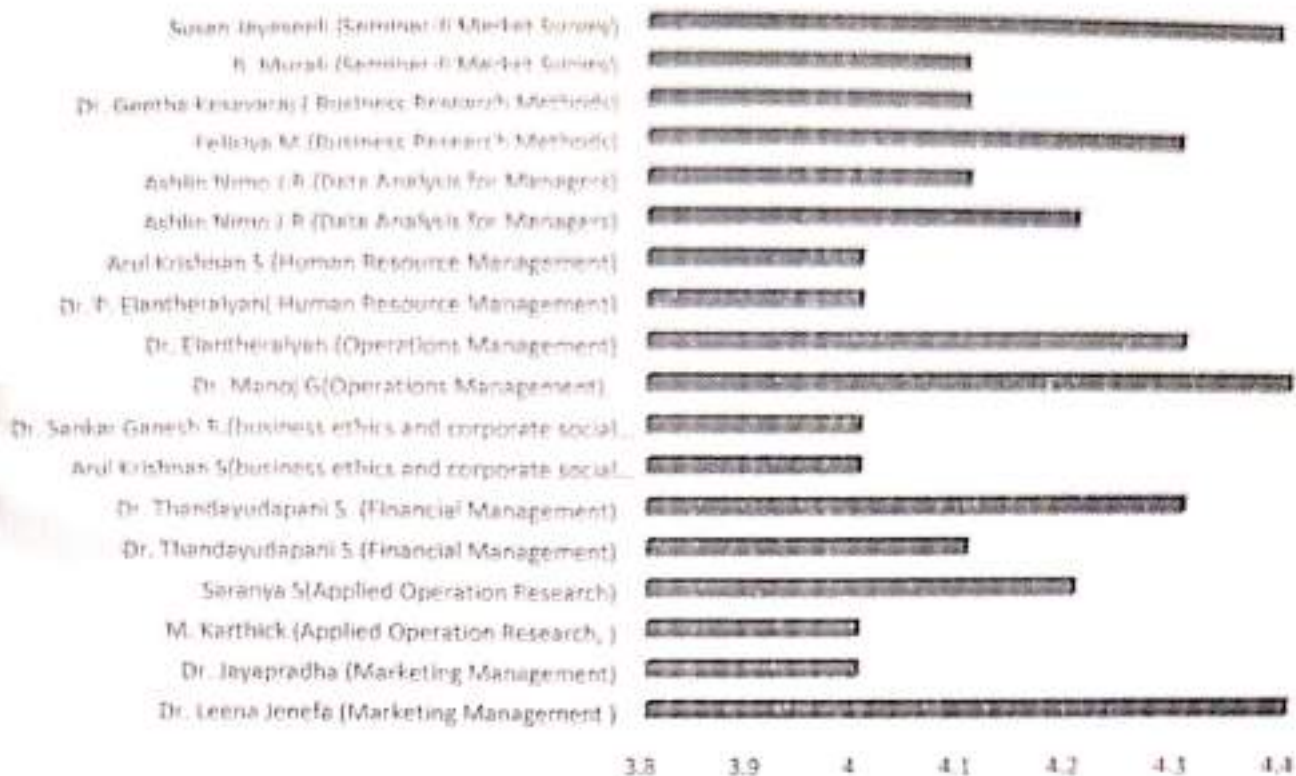 Susan Jayaseeli (Seminar-II Market Survey)
R. Murali (Seminar-II Market Survey)
Dr. Geetha Kesavaraj ( Business Research Methods)
M (Business Research Methods)
Ashlin Nimo J.R (Data Analysis for Managers)
Ashlin Nimo J.R (Data Analysis for Managers)
Arul Krishnan S (Human Resource Management)
Dr. P. Elantheraiyan( Human Resource Management)
Dr. Elantheraiyan (Operations Management)
Dr. Manoj G(Operations Management)
Dr. Sankar Ganesh R.(business ethics and corporate social...
Arul Krishnan S(business ethics and corporate social...
Dr. Thandayudapani S. (Financial Management)
Dr. Thandayudapani S (Financial Management)
Saranya S(Applied Operation Research)
M. Karthick (Applied Operation Research, )
Dr. Jayapradha (Marketing Management)
Dr. Leena Jenefa (Marketing Management )
3.8 3.9 4 4.1 4.2 4.3 4.4